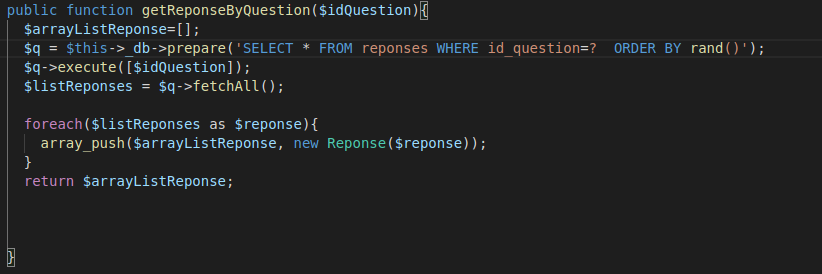 public function getReponseByQuestion($idQuestion){
  $arrayListReponse=[];
  $q = $this->_db->prepare('SELECT * FROM reponses WHERE id_question=?  ORDER BY rand()');
  $q->execute([$idQuestion]);
  $listReponses = $q->fetchAll();

  foreach($listReponses as $reponse){
    array_push($arrayListReponse, new Reponse($reponse));
  }
  return $arrayListReponse;



}